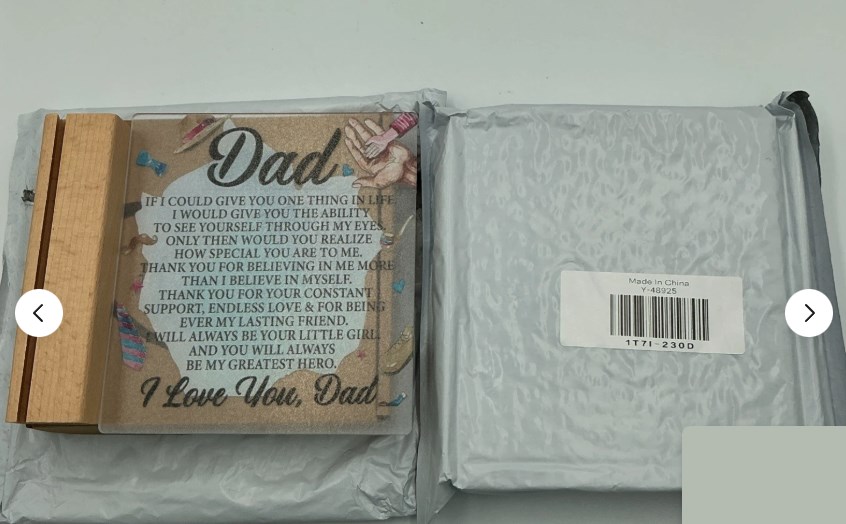 Dad
IF I COULD GIVE YOU ONE THING IN LIFE
I WOULD GIVE YOU THE ABILITY
TO SEE YOURSELF THROUGH MY EYES.
ONLY THEN WOULD YOU REALIZE
HOW SPECIAL YOU ARE TO ME.
THANK YOU FOR BELIEVING IN ME MORE
THAN I BELIEVE IN MYSELF.
THANK YOU FOR YOUR CONSTANT
SUPPORT, ENDLESS LOVE & FOR BEING
EVER MY LASTING FRIEND.
I WILL ALWAYS BE YOUR LITTLE GIRL.
AND YOU WILL ALWAYS
BE MY GREATEST HERO.
I Love You, Dad
Made In China
Y-48925
1T7I-230D